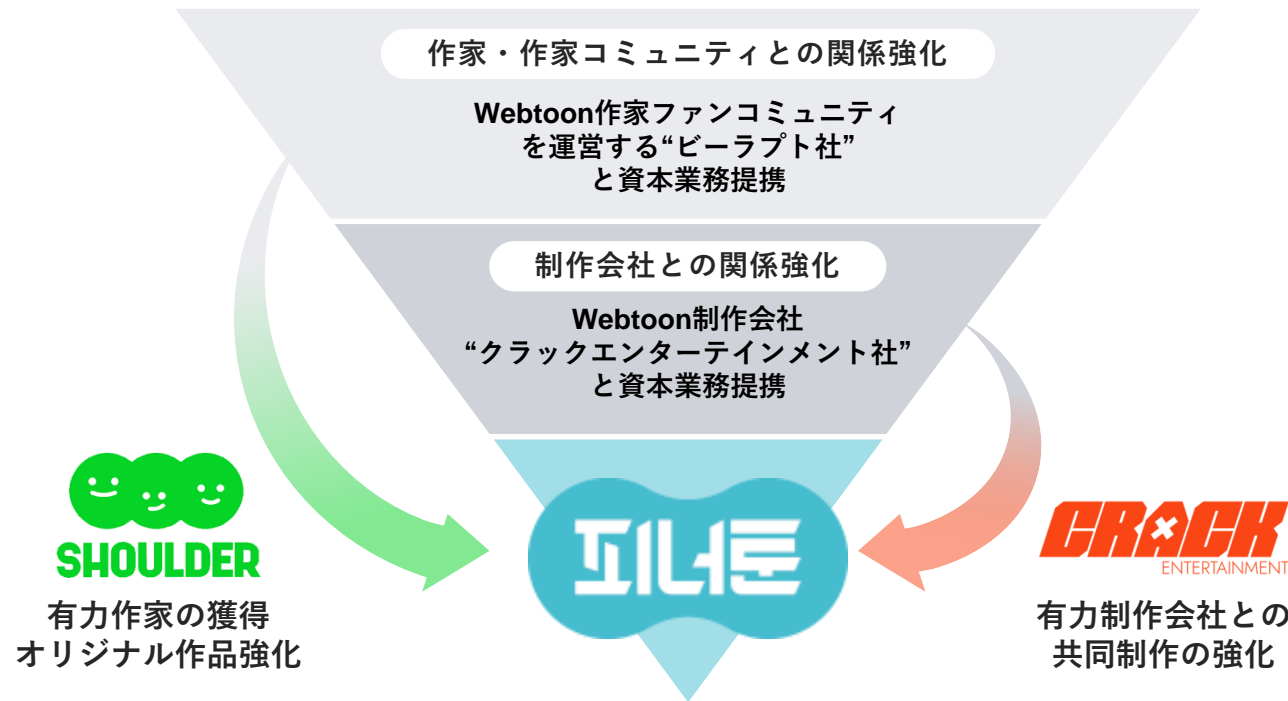 作家・作家コミュニティとの関係強化
Webtoon作家ファンコミュニティ
を運営する“ビーラプト社”
と資本業務提携
制作会社との関係強化
Webtoon制作会社
“クラックエンターテインメント社”
と資本業務提携
SHOULDER
有力作家の獲得
オリジナル作品強化
피너툰
CRACK
ENTERTAINMENT
有力制作会社との
共同制作の強化